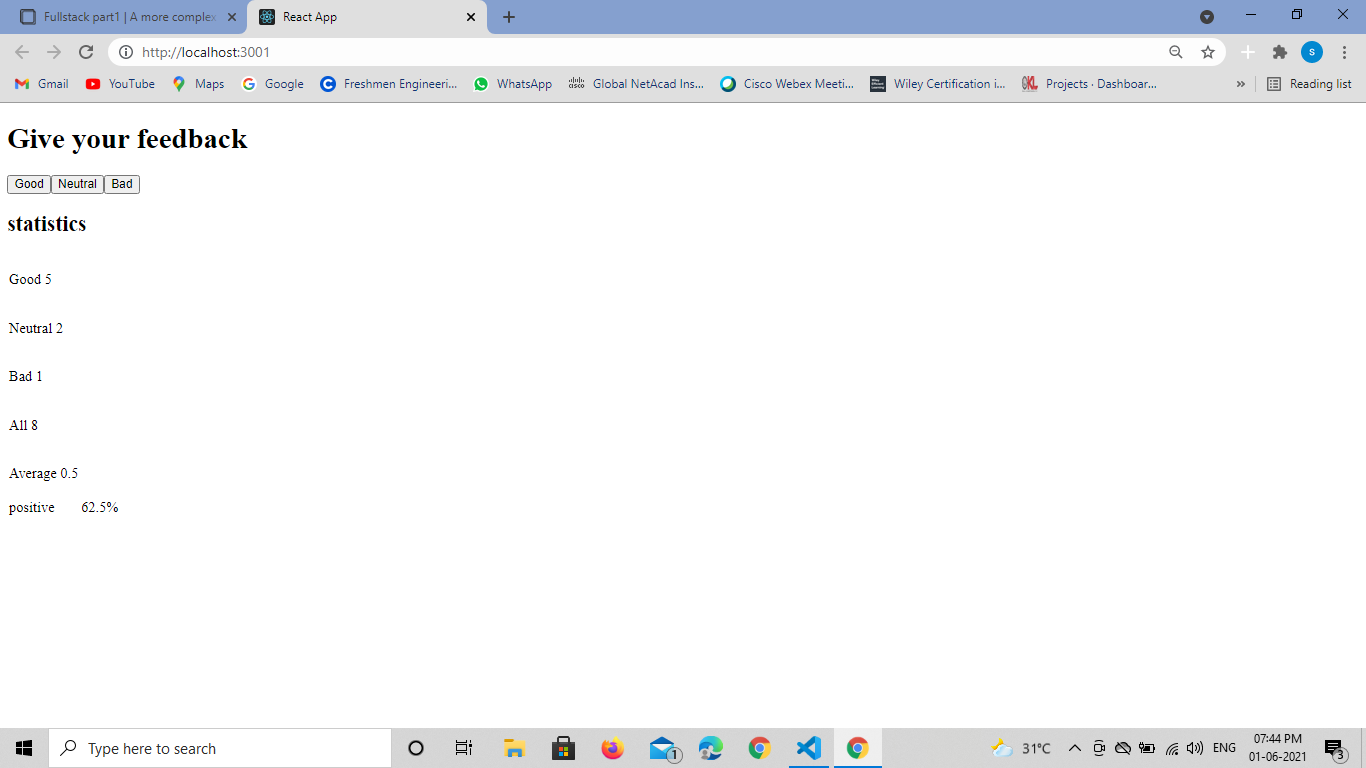 Fullstack part1 | A more complex
React App
http://localhost:3001
Gmail YouTube Maps Google Freshmen Engineeri... WhatsApp Global NetAcad Ins... Cisco Webex Meeti... Wiley Certification i... Projects · Dashboar... » Reading list
Give your feedback
Good Neutral Bad
statistics
Good 5
Neutral 2
Bad 1
All 8
Average 0.5
positive 62.5%
Type here to search
1
31°C
ENG
07:44 PM
01-06-2021
3